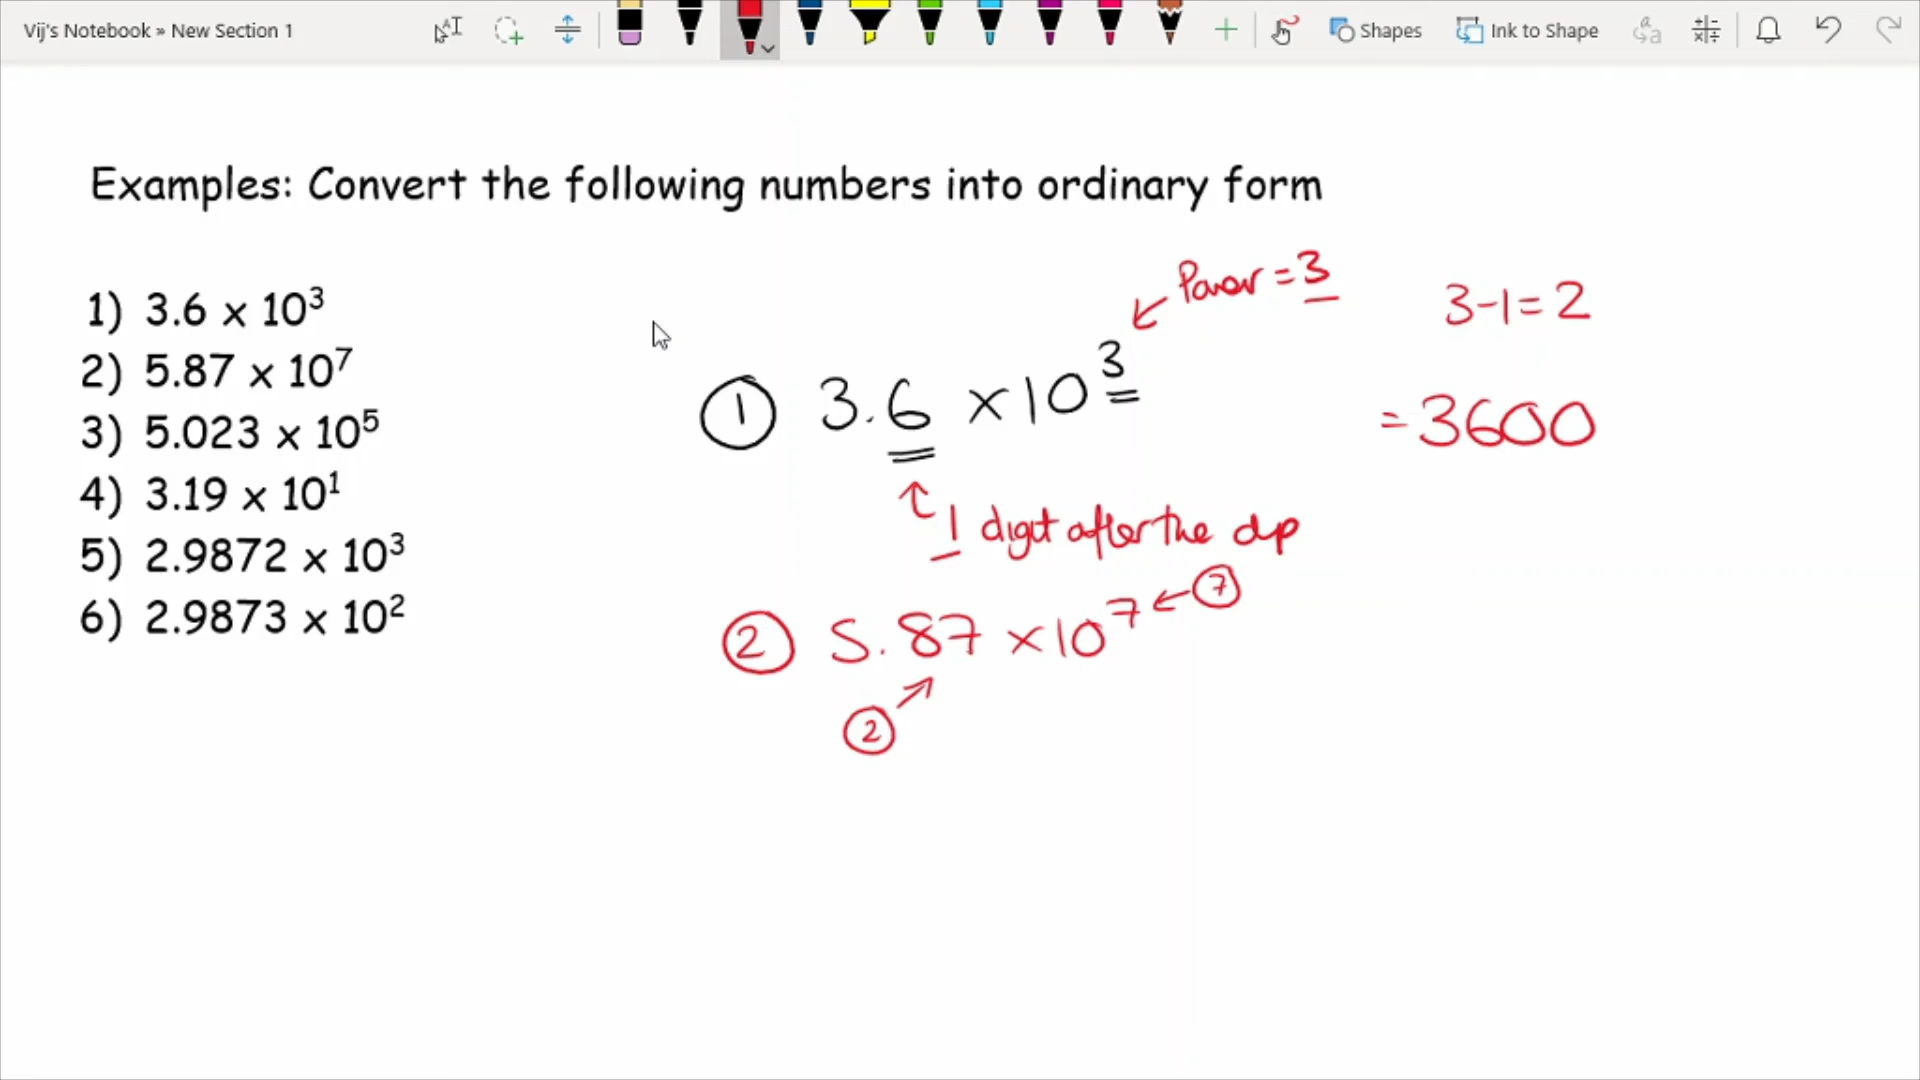 Vij's Notebook » New Section 1
Shapes
Ink to Shape
Examples: Convert the following numbers into ordinary form
1) 3.6 x 10³
2) 5.87 x 10⁷
3) 5.023 x 10⁵
4) 3.19 x 10¹
5) 2.9872 x 10³
6) 2.9873 x 10²
Power = 3
3-1=2
① 3.6 ×10³
=3600
1 digit after the dp
② 5.87 ×10⁷ ←⑦
②